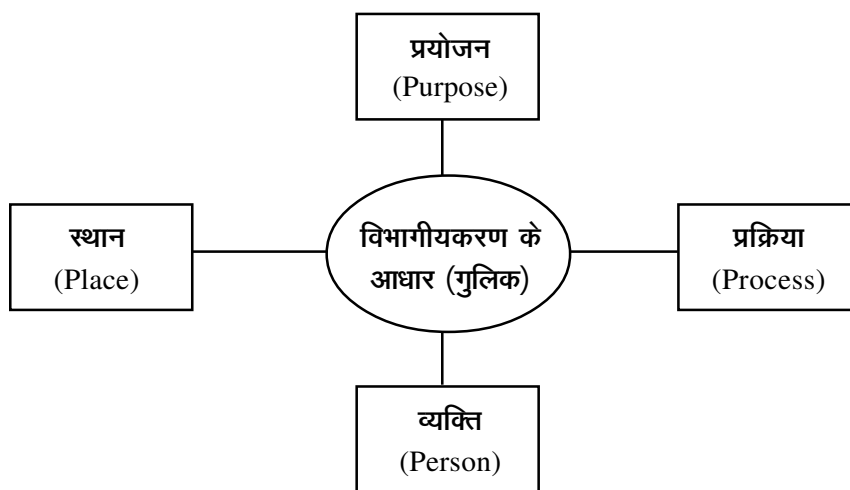 प्रयोजन
(Purpose)
स्थान
(Place)
विभागीयकरण के
आधार (गुलिक)
प्रक्रिया
(Process)
व्यक्ति
(Person)